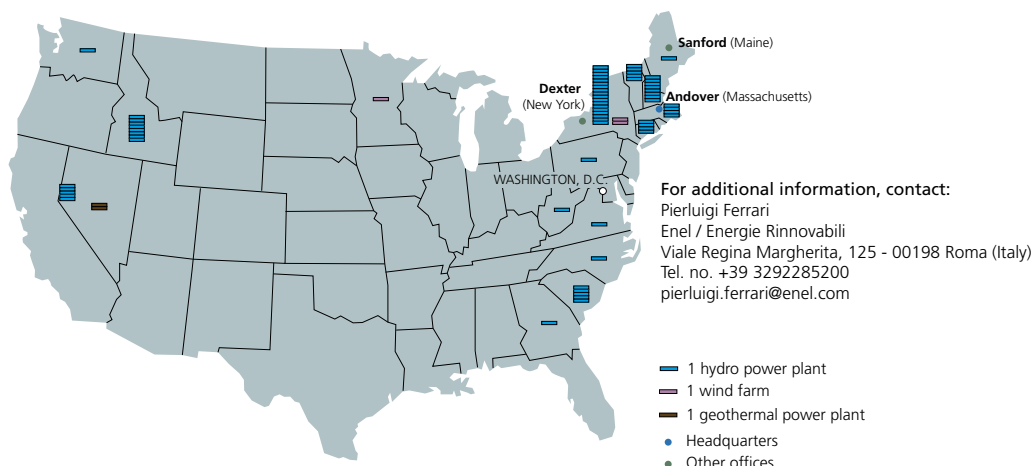 Sanford (Maine)
Dexter
(New York)
Andover (Massachusetts)
WASHINGTON, D.C.
For additional information, contact:
Pierluigi Ferrari
Enel / Energie Rinnovabili
Viale Regina Margherita, 125 - 00198 Roma (Italy)
Tel. no. +39 3292285200
pierluigi.ferrari@enel.com
1 hydro power plant
1 wind farm
1 geothermal power plant
Headquarters
Other offices